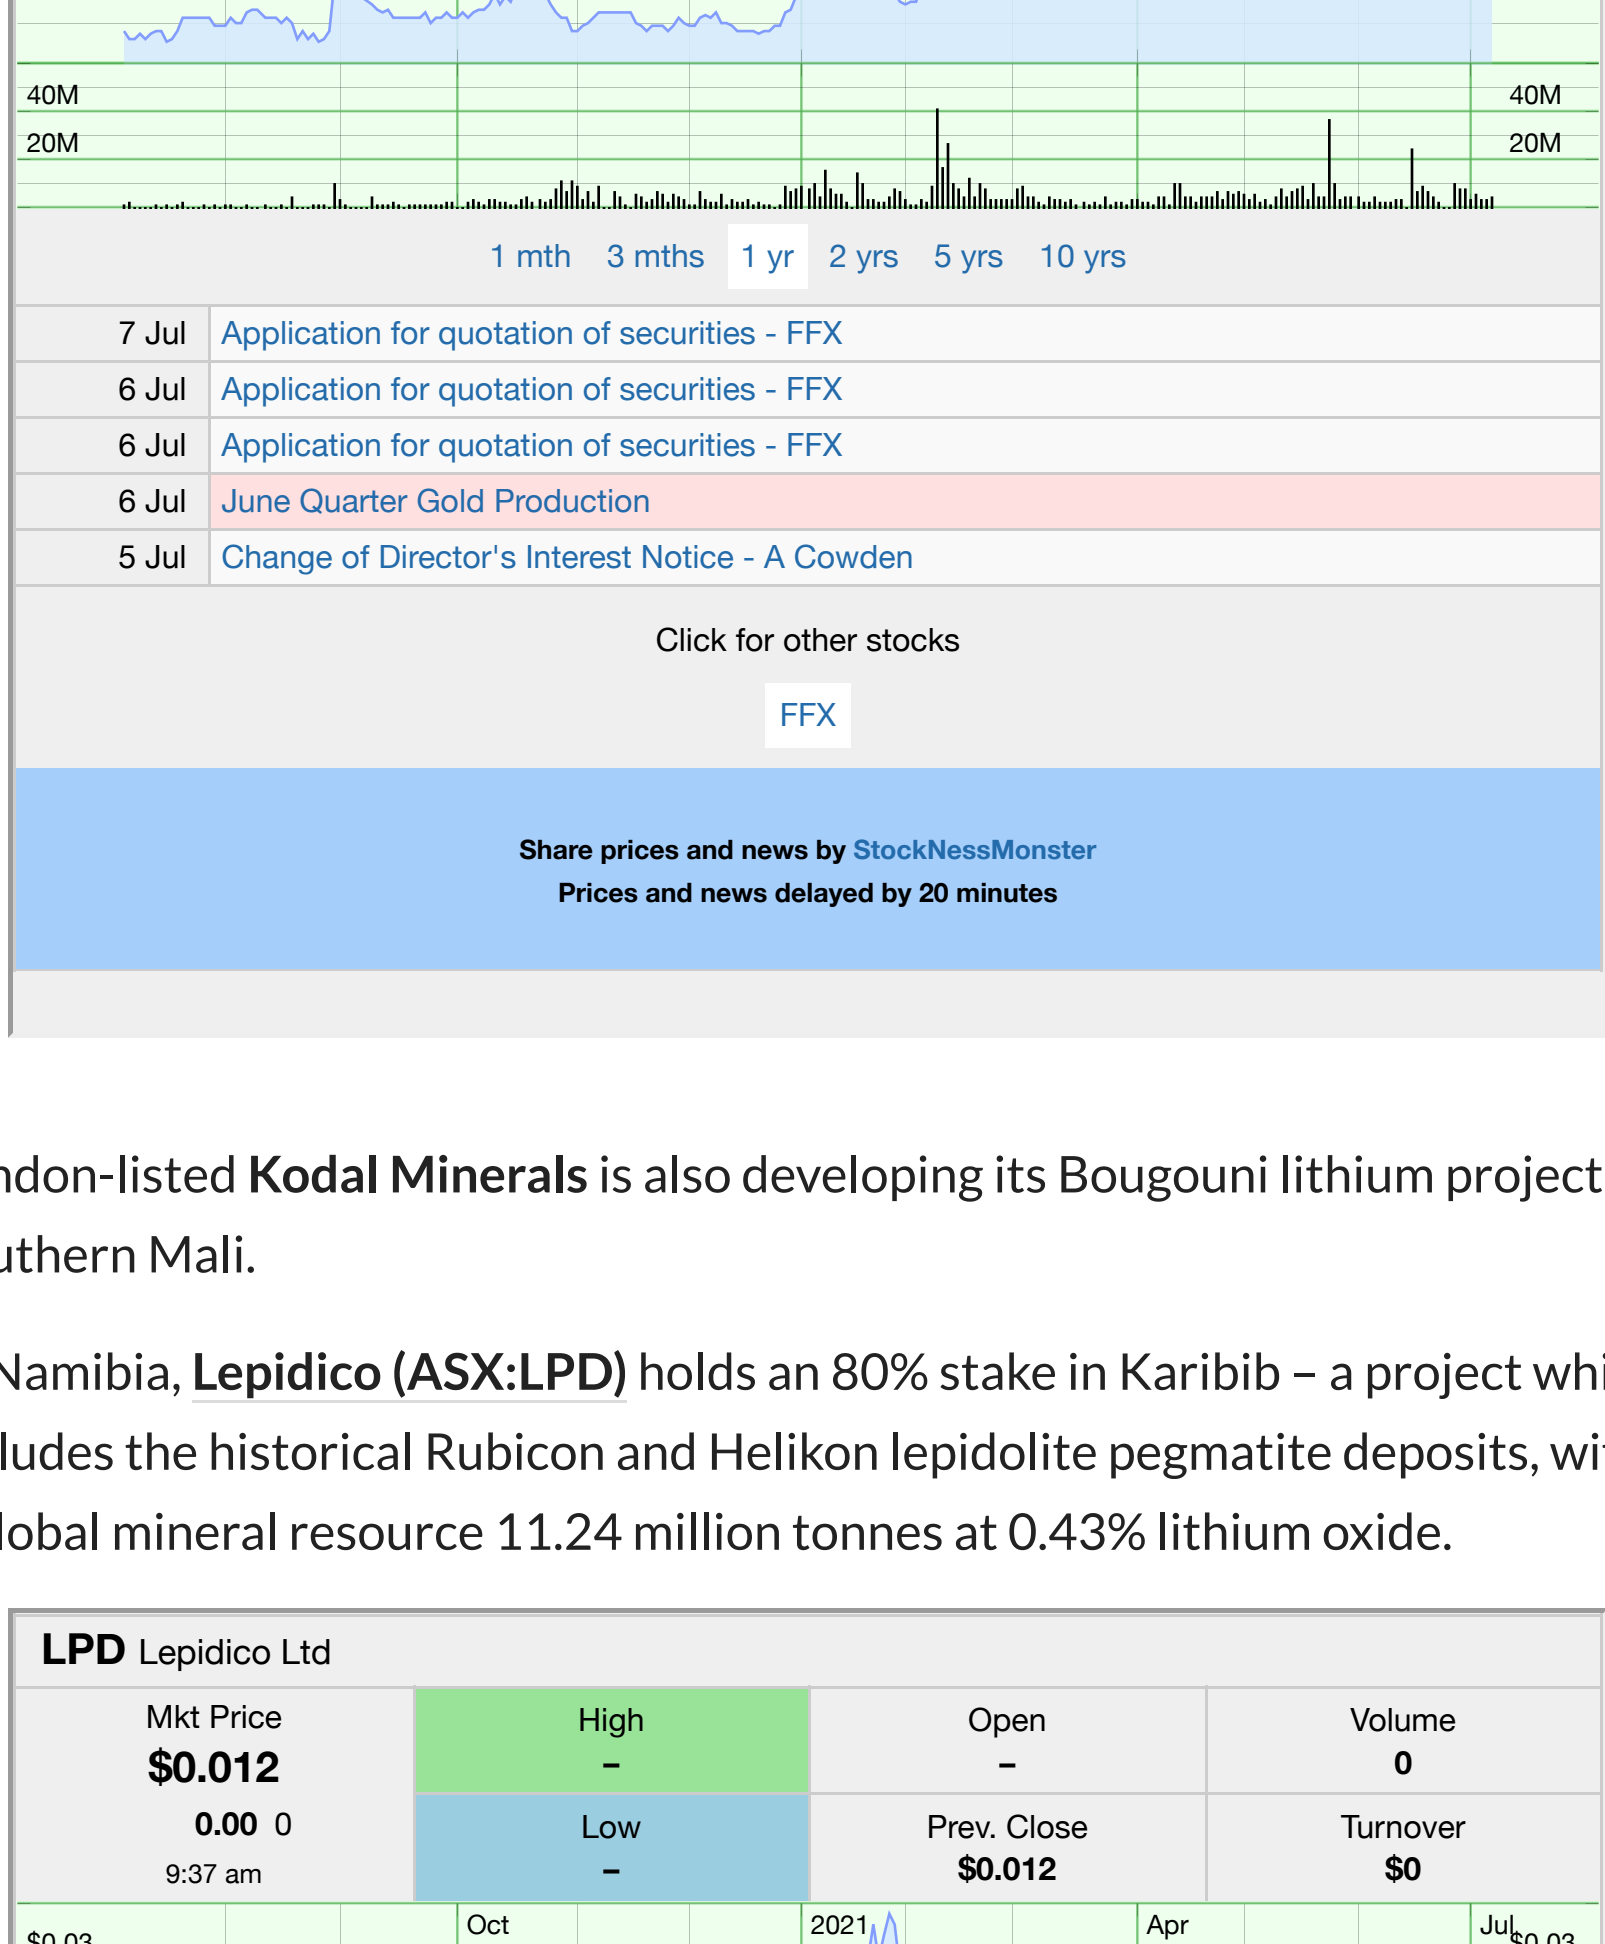 40M 40M
20M 20M
1 mth 3 mths 1 yr 2 yrs 5 yrs 10 yrs
7 Jul Application for quotation of securities - FFX
6 Jul Application for quotation of securities - FFX
6 Jul Application for quotation of securities - FFX
6 Jul June Quarter Gold Production
5 Jul Change of Director's Interest Notice - A Cowden
Click for other stocks
FFX
Share prices and news by StockNessMonster
Prices and news delayed by 20 minutes
ndon-listed Kodal Minerals is also developing its Bougouni lithium project
uthern Mali.
Namibia, Lepidico (ASX:LPD) holds an 80% stake in Karibib – a project whi
ludes the historical Rubicon and Helikon lepidolite pegmatite deposits, wi
lobal mineral resource 11.24 million tonnes at 0.43% lithium oxide.
LPD Lepidico Ltd
Mkt Price High Open Volume
$0.012 – – 0
0.00 0 Low Prev. Close Turnover
9:37 am – $0.012 $0
Oct 2021 Apr Jul
$0.03 $0.03